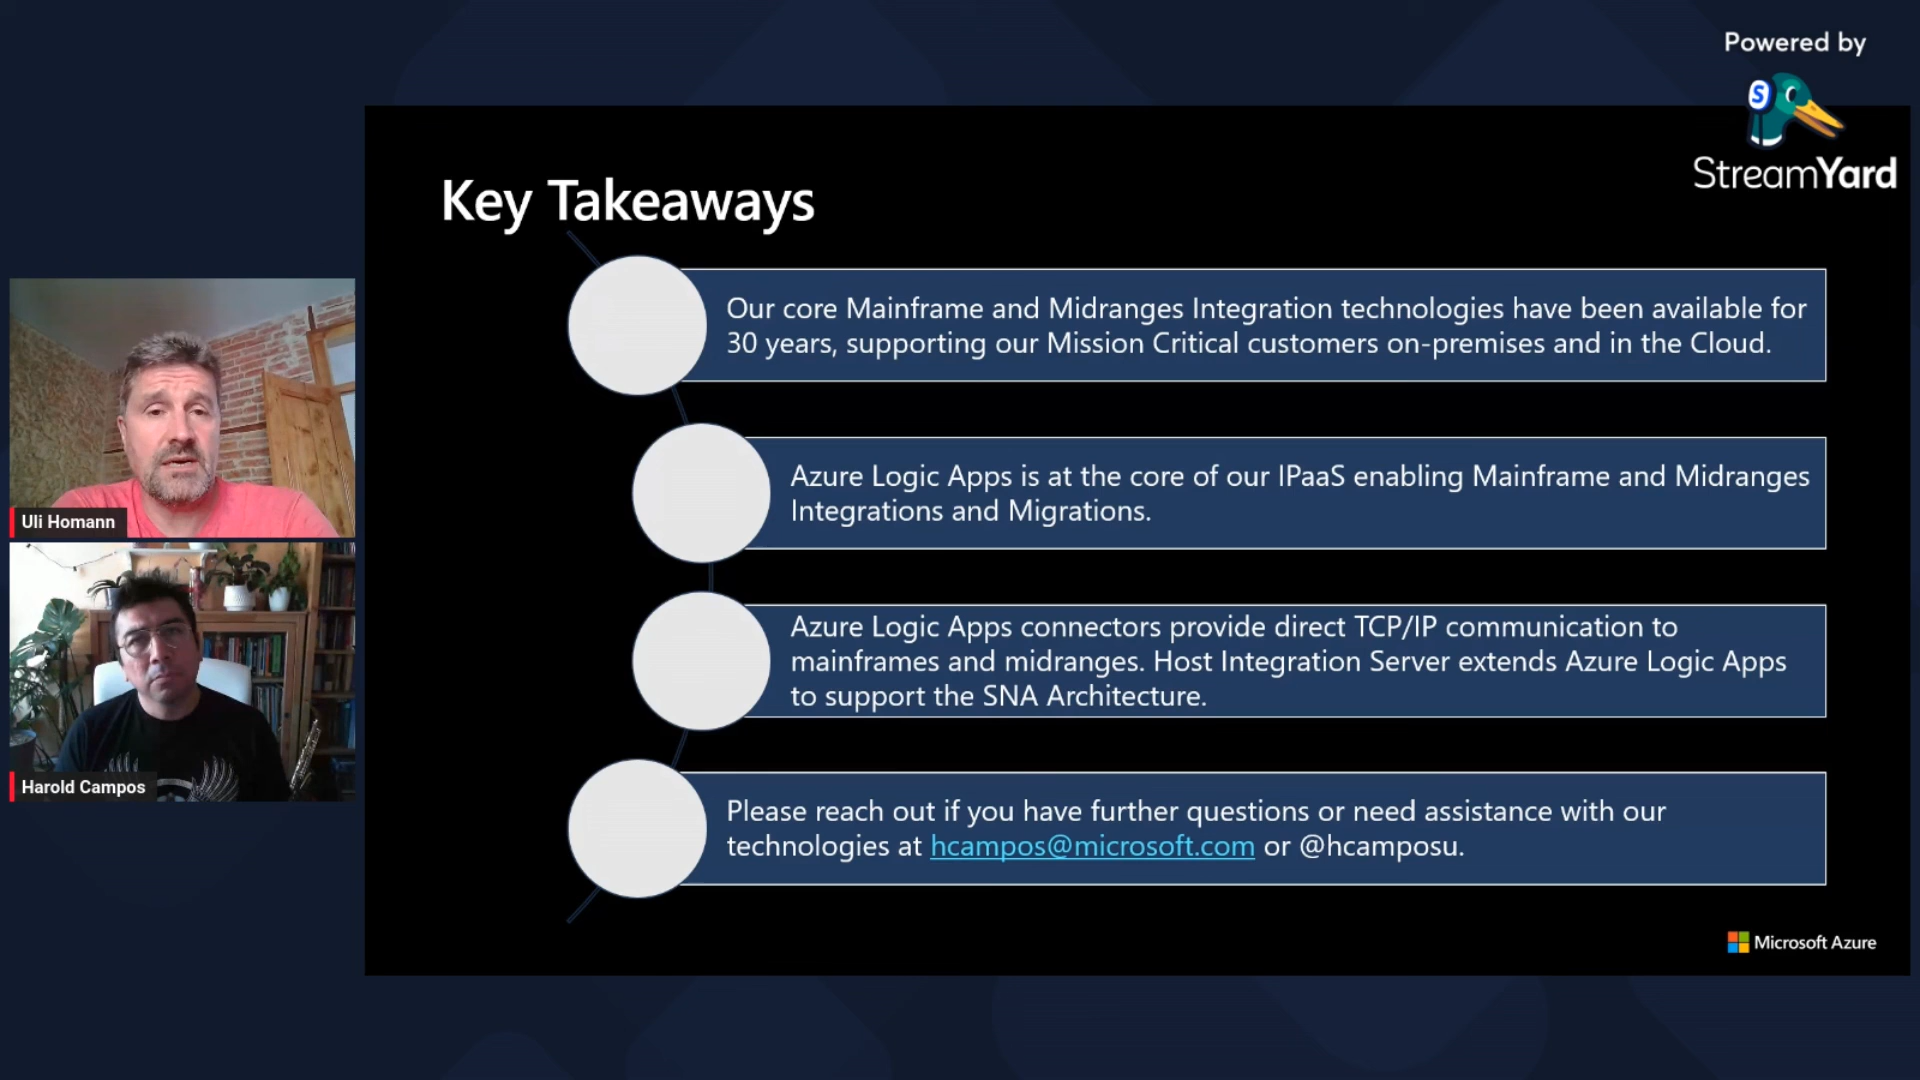 Powered by
S
StreamYard
Key Takeaways
Our core Mainframe and Midranges Integration technologies have been available for
30 years, supporting our Mission Critical customers on-premises and in the Cloud.
Azure Logic Apps is at the core of our IPaaS enabling Mainframe and Midranges
Integrations and Migrations.
Azure Logic Apps connectors provide direct TCP/IP communication to
mainframes and midranges. Host Integration Server extends Azure Logic Apps
to support the SNA Architecture.
Please reach out if you have further questions or need assistance with our
technologies at hcampos@microsoft.com or @hcamposu.
Uli Homann
Harold Campos
Microsoft Azure